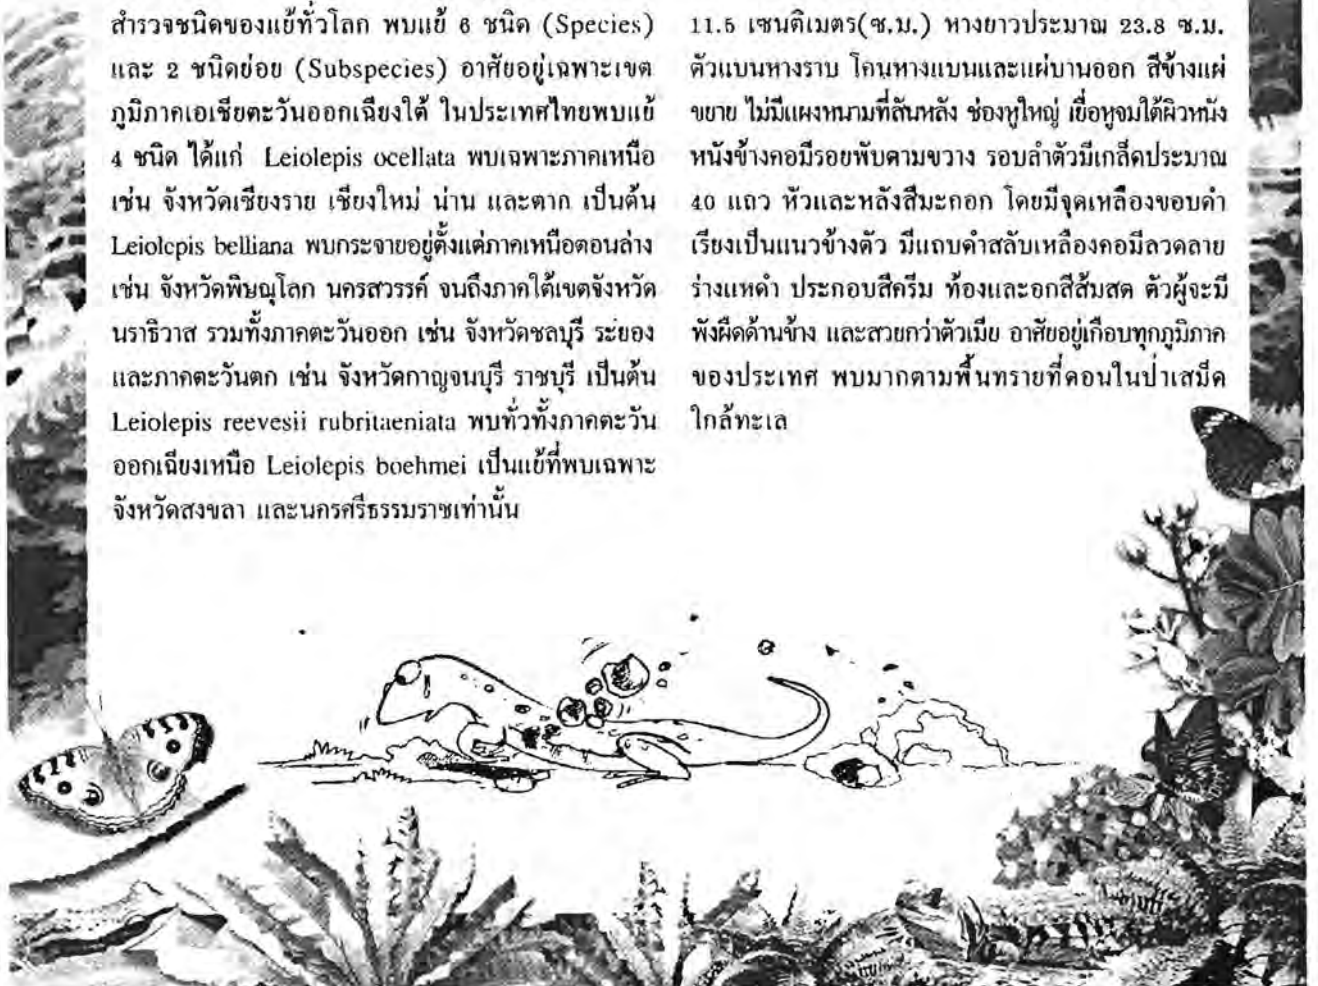 สำรวจชนิดของแย้ทั่วโลก พบแย้ 6 ชนิด (Species)
และ 2 ชนิดย่อย (Subspecies) อาศัยอยู่เฉพาะเขต
ภูมิภาคเอเชียตะวันออกเฉียงใต้ ในประเทศไทยพบแย้
4 ชนิด ได้แก่ Leiolepis ocellata พบเฉพาะภาคเหนือ
เช่น จังหวัดเชียงราย เชียงใหม่ น่าน และตาก เป็นต้น
Leiolepis belliana พบกระจายอยู่ตั้งแต่ภาคเหนือตอนล่าง
เช่น จังหวัดพิษณุโลก นครสวรรค์ จนถึงภาคใต้เขตจังหวัด
นราธิวาส รวมทั้งภาคตะวันออก เช่น จังหวัดชลบุรี ระยอง
และภาคตะวันตก เช่น จังหวัดกาญจนบุรี ราชบุรี เป็นต้น
Leiolepis reevesii rubritaeniata พบทั่วทั้งภาคตะวัน
ออกเฉียงเหนือ Leiolepis boehmei เป็นแย้ที่พบเฉพาะ
จังหวัดสงขลา และนครศรีธรรมราชเท่านั้น
11.5 เซนติเมตร(ซ.ม.) หางยาวประมาณ 23.8 ซ.ม.
ตัวแบนหางราบ โคนหางแบนและแผ่บานออก สีข้างแผ่
ขยาย ไม่มีแผงหนามที่สันหลัง ช่องหูใหญ่ เยื่อหูจมใต้ผิวหนัง
หนังข้างคอมีรอยพับตามขวาง รอบลำตัวมีเกล็ดประมาณ
40 แถว หัวและหลังสีมะกอก โดยมีจุดเหลืองขอบดำ
เรียงเป็นแนวข้างตัว มีแถบดำสลับเหลืองคอมีลวดลาย
ร่างแหดำ ประกอบสีครีม ท้องและอกสีส้มสด ตัวผู้จะมี
พังผืดด้านข้าง และสวยกว่าตัวเมีย อาศัยอยู่เกือบทุกภูมิภาค
ของประเทศ พบมากตามพื้นทรายที่ดอนในป่าเสม็ด
ใกล้ทะเล